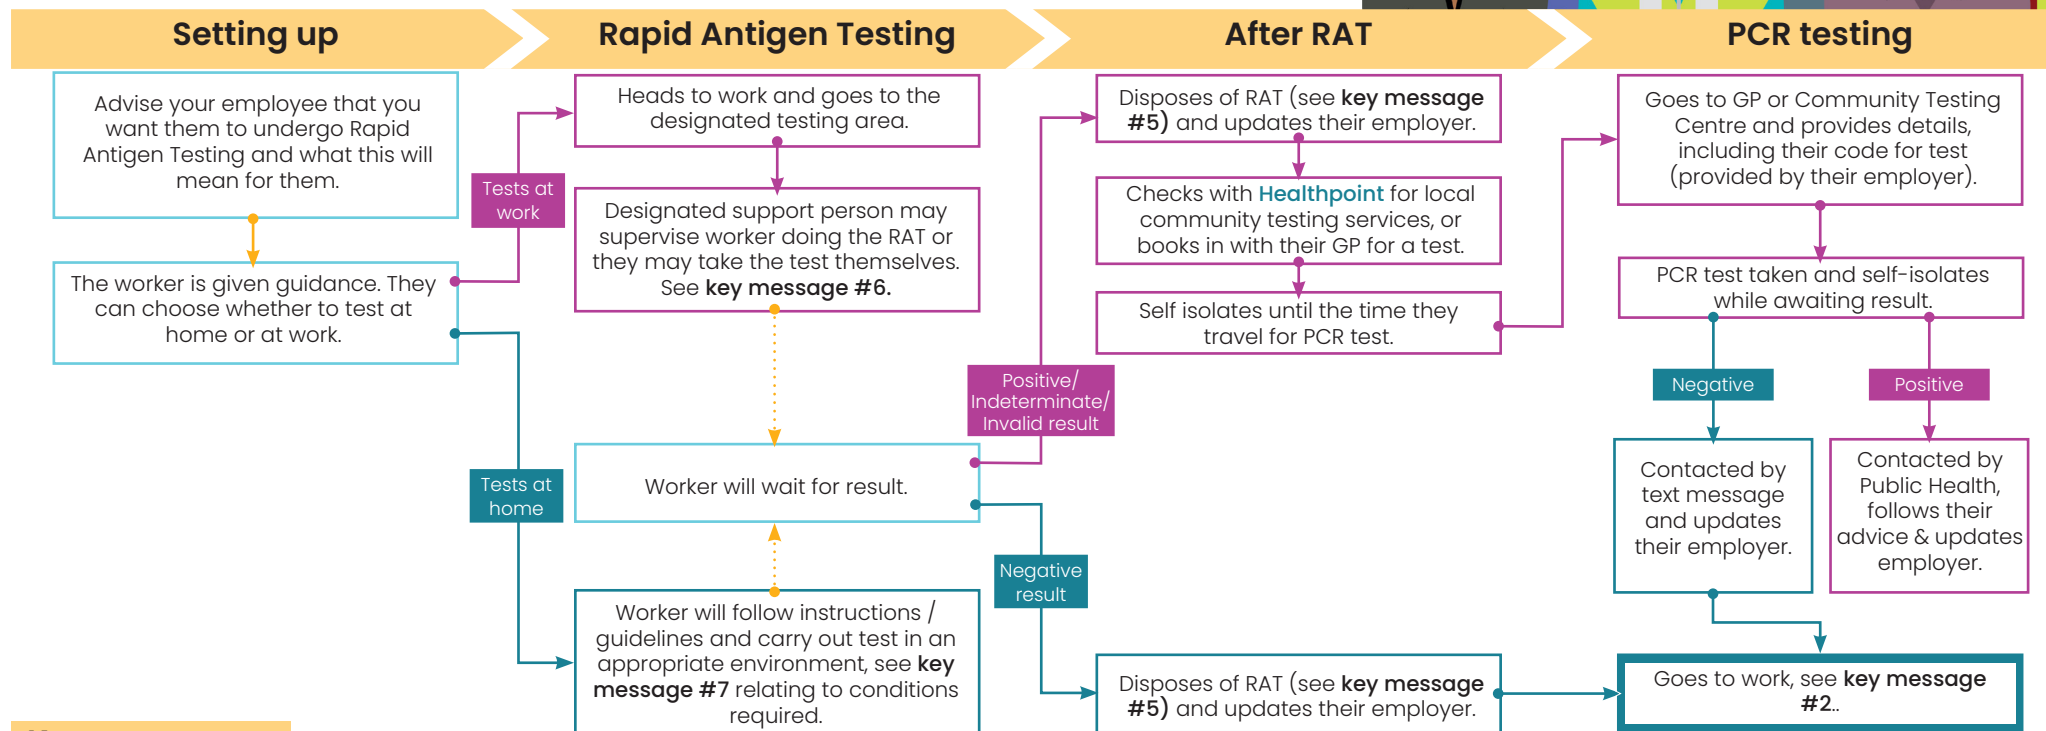 Setting up
Rapid Antigen Testing
After RAT
PCR testing
Advise your employee that you
want them to undergo Rapid
Antigen Testing and what this will
mean for them.
The worker is given guidance. They
can choose whether to test at
home or at work.
Tests at
work
Tests at
home
Heads to work and goes to the
designated testing area.
Designated support person may
supervise worker doing the RAT or
they may take the test themselves.
See key message #6.
Worker will wait for result.
Worker will follow instructions /
guidelines and carry out test in an
appropriate environment, see key
message #7 relating to conditions
required.
Positive/
Indeterminate/
Invalid result
Negative
result
Disposes of RAT (see key message
#5) and updates their employer.
Checks with Healthpoint for local
community testing services, or
books in with their GP for a test.
Self isolates until the time they
travel for PCR test.
Disposes of RAT (see key message
#5) and updates their employer.
Goes to GP or Community Testing
Centre and provides details,
including their code for test
(provided by their employer).
PCR test taken and self-isolates
while awaiting result.
Negative
Positive
Contacted by
text message
and updates
their employer.
Contacted by
Public Health,
follows their
advice & updates
employer.
Goes to work, see key message
#2..